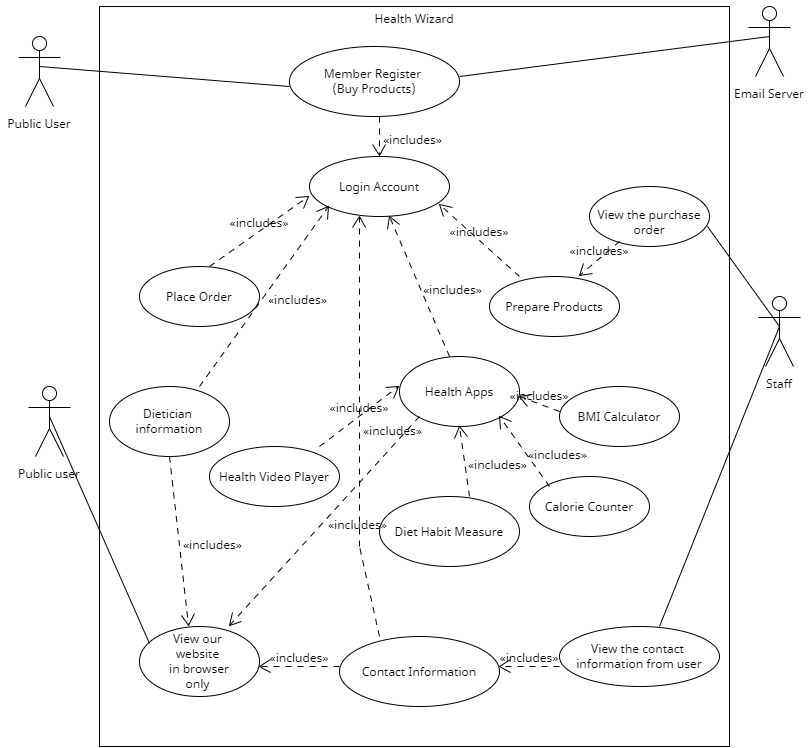 Health Wizard
Member Register
(Buy Products)
Public User
Email Server
«includes»
Login Account
«includes»
«includes»
View the purchase
order
«includes»
Place Order
«includes»
«includes»
Prepare Products
Staff
Health Apps
«includes»
«includes»
BMI Calculator
Dietician
information
«includes»
Public user
Health Video Player
«includes»
«includes»
Calorie Counter
«includes»
Diet Habit Measure
«includes»
View our
website
in browser
only
«includes»
Contact Information
«includes»
View the contact
information from user